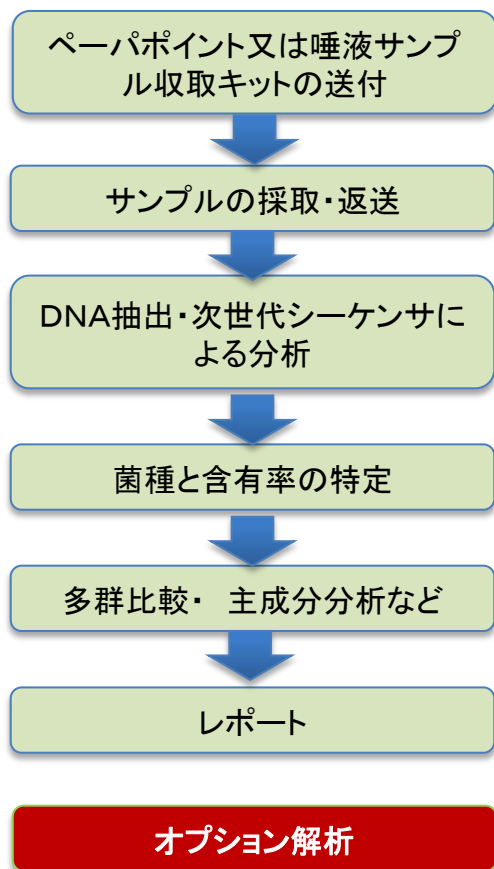 ペーパポイント又は唾液サンプ
ル収取キットの送付
サンプルの採取・返送
DNA抽出・次世代シーケンサに
よる分析
菌種と含有率の特定
多群比較・ 主成分分析など
レポート
オプション解析